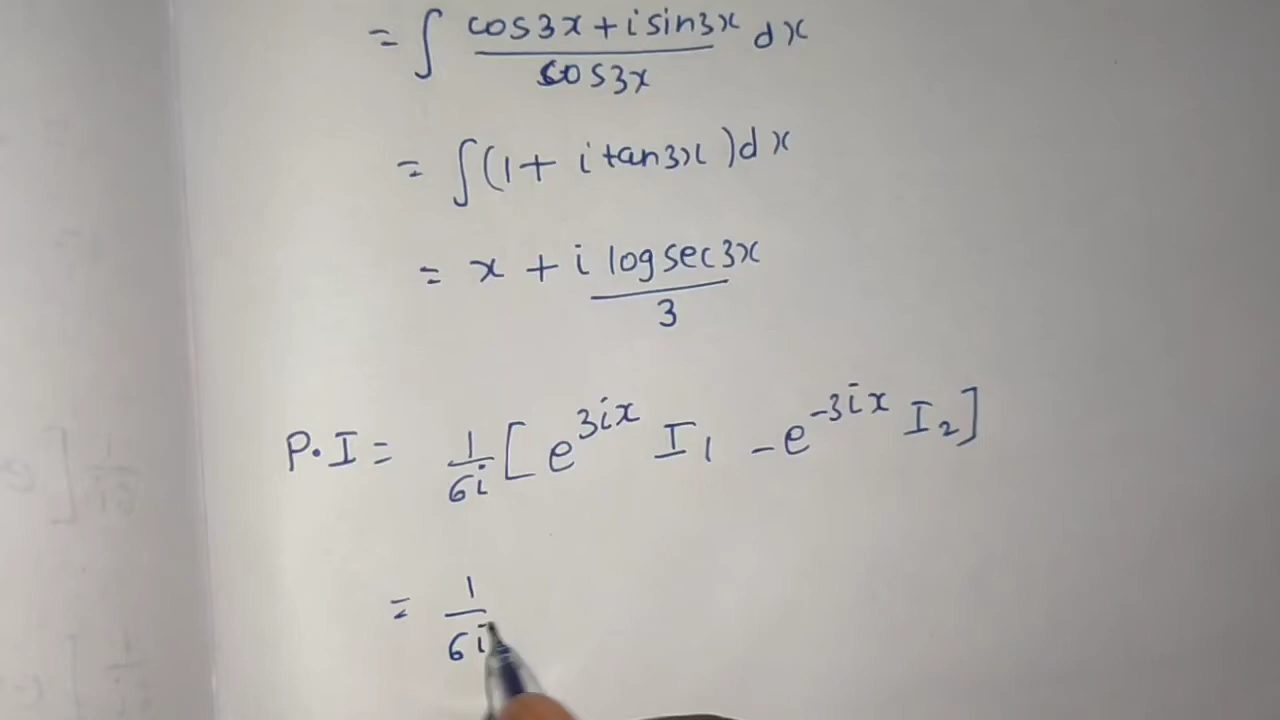 = ∫ cos3x + i sin3x / cos3x dx
= ∫(1 + i tan3x)dx
= x + i log sec3x / 3
P.I = 1/6i [e^3ix I₁ - e^-3ix I₂]
= 1/6i